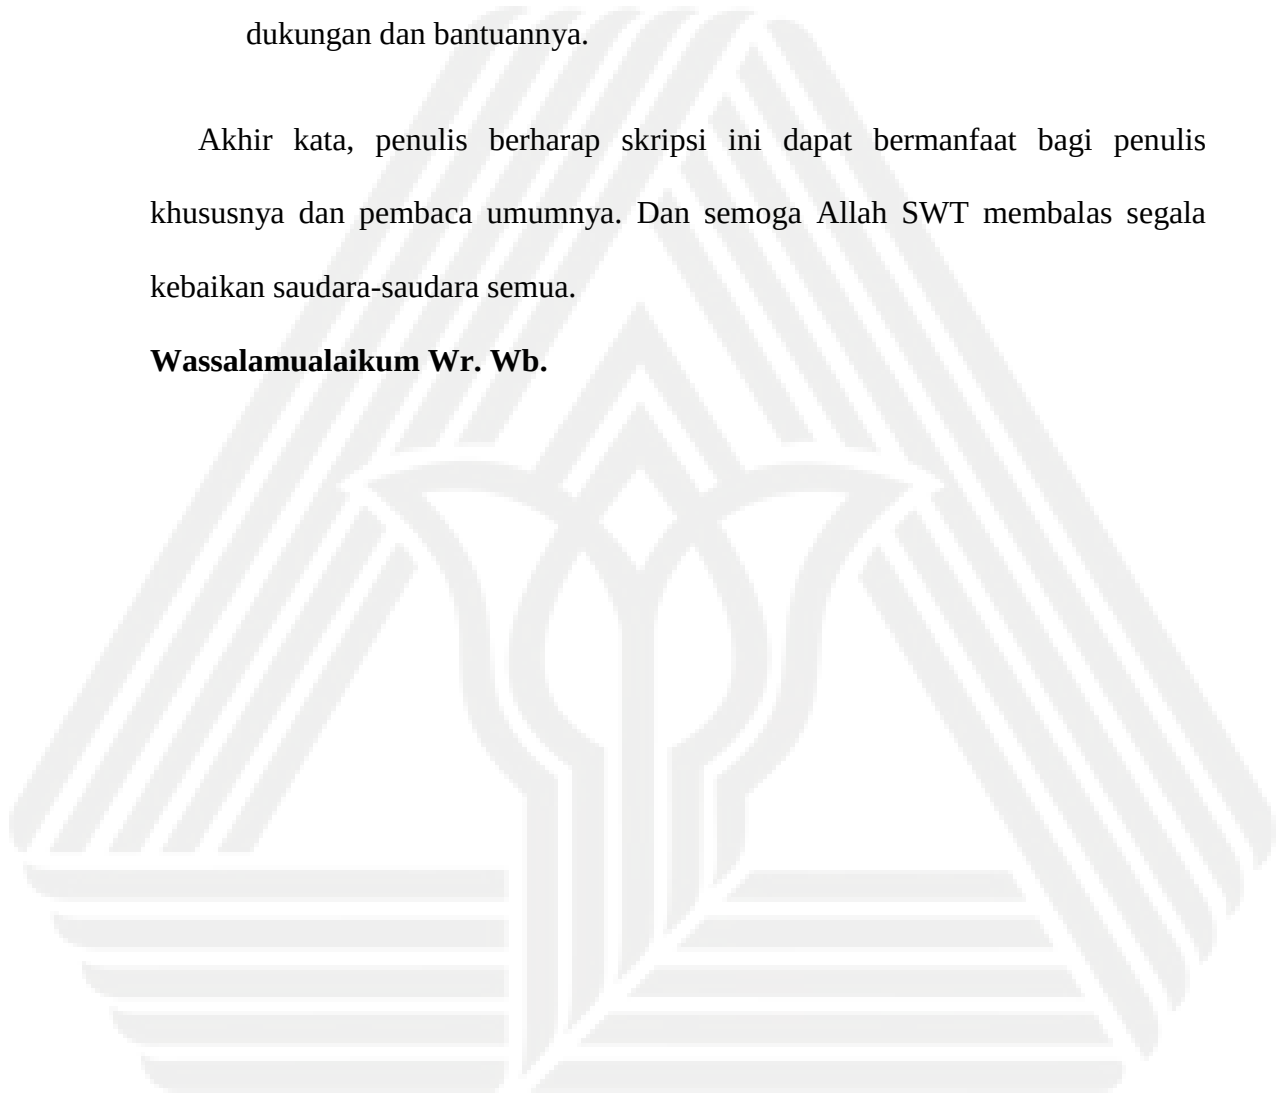 dukungan dan bantuannya.
Akhir kata, penulis berharap skripsi ini dapat bermanfaat bagi penulis
khususnya dan pembaca umumnya. Dan semoga Allah SWT membalas segala
kebaikan saudara-saudara semua.
Wassalamualaikum Wr. Wb.